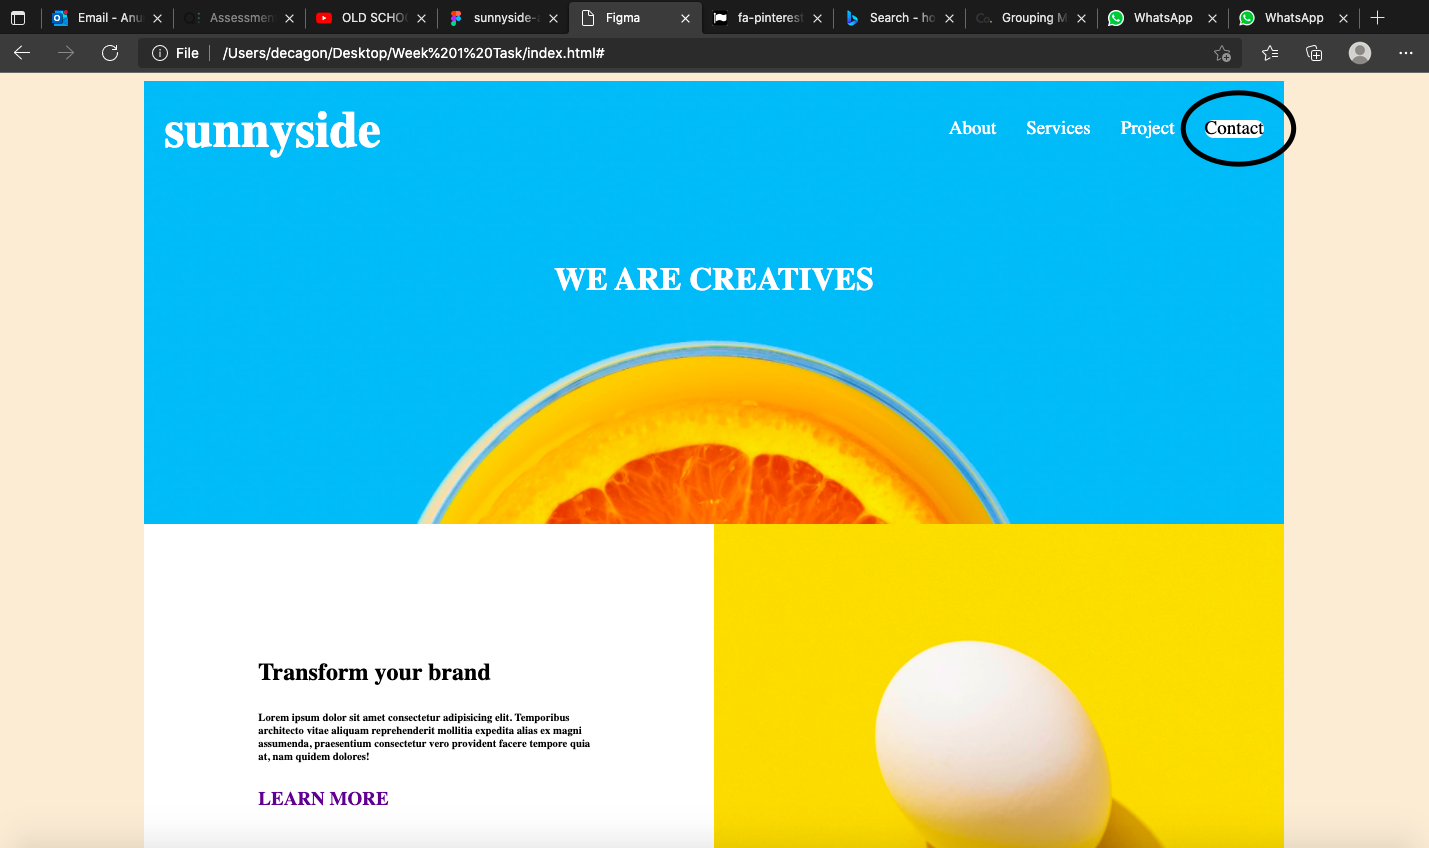 Email - Anu
Assessmen
OLD SCHO
sunnyside-
Figma
fa-pinterest
Search - ho
Grouping M
WhatsApp
WhatsApp
File /Users/decagon/Desktop/Week%201%20Task/index.html#
sunnyside
About Services Project Contact
WE ARE CREATIVES
Transform your brand
Lorem ipsum dolor sit amet consectetur adipisicing elit. Temporibus
architecto vitae aliquam reprehenderit mollitia expedita alias ex magni
assumenda, praesentium consectetur vero provident facere tempore quia
at, nam quidem dolores!
LEARN MORE